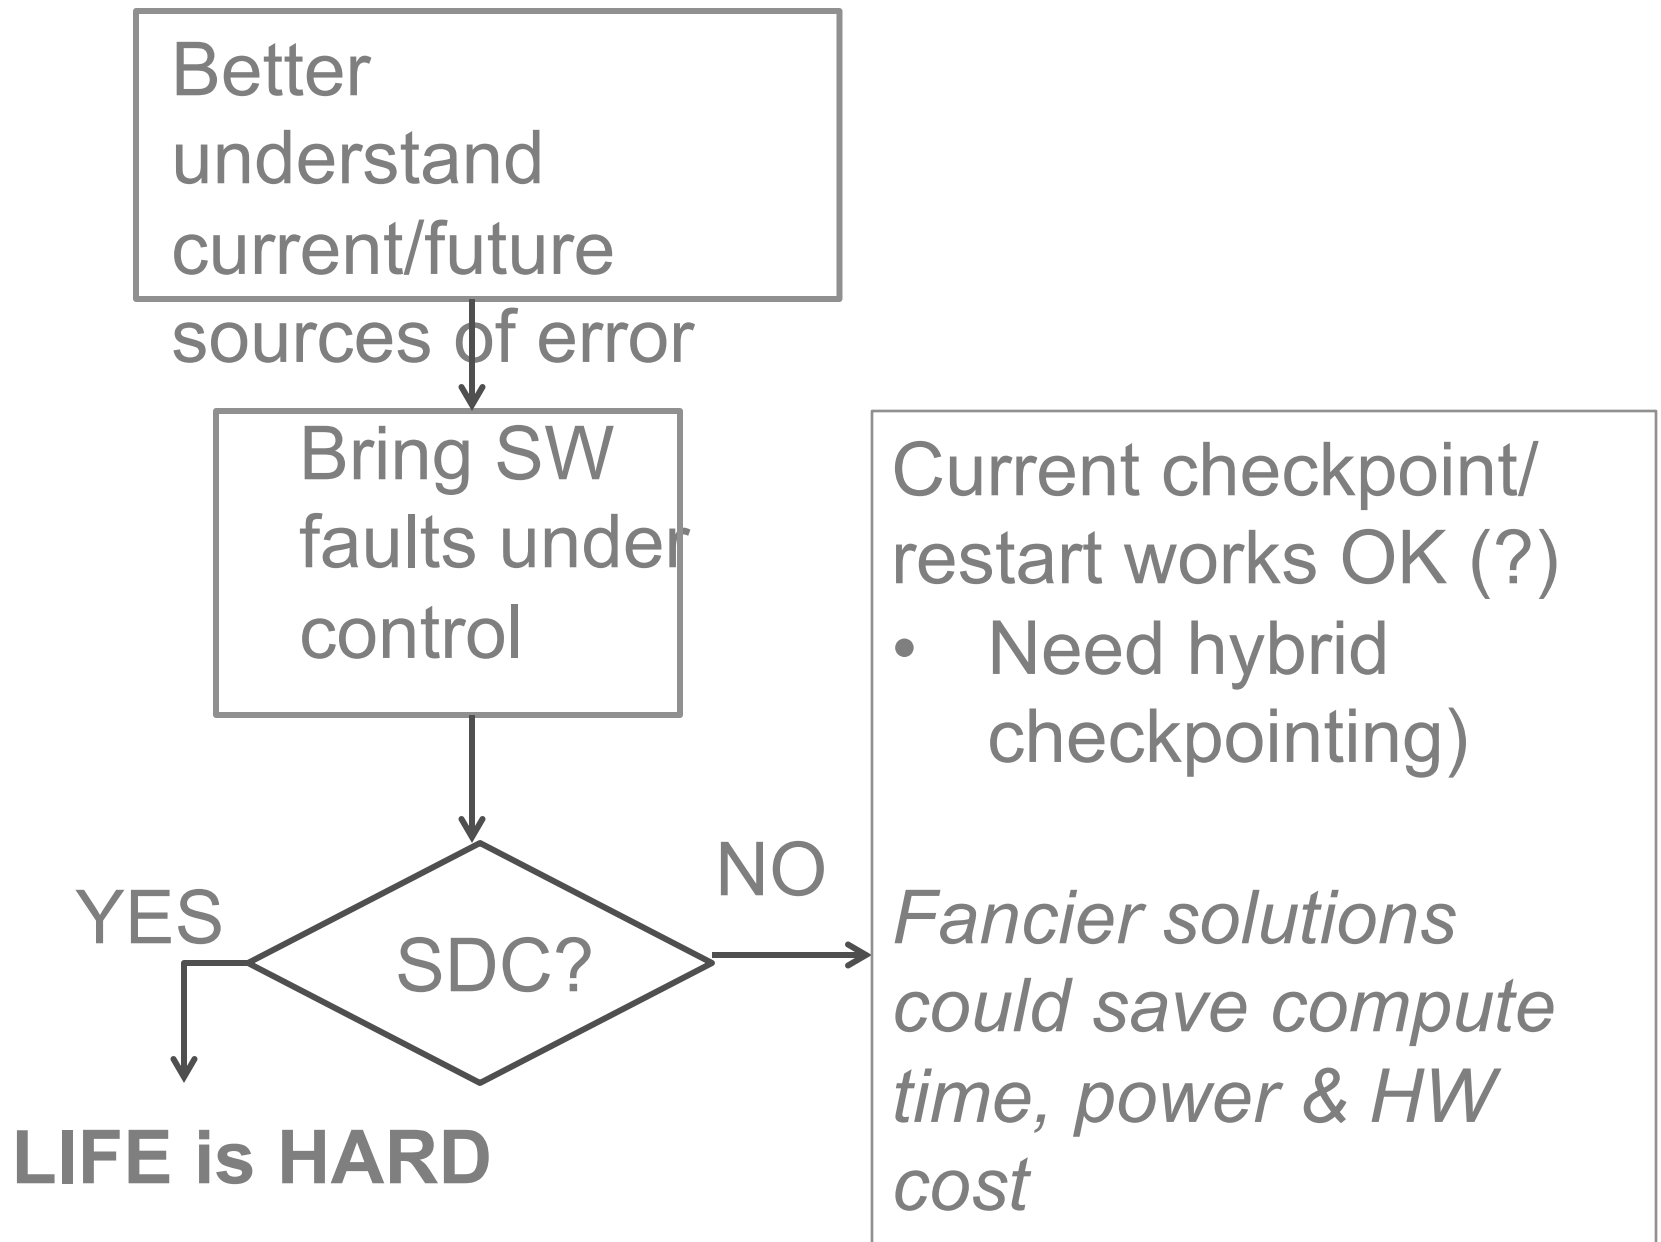 Better
understand
current/future
sources of error
Bring SW
faults under
control
SDC?
YES
NO
LIFE is HARD
Current checkpoint/
restart works OK (?)
• Need hybrid
checkpointing)
Fancier solutions
could save compute
time, power & HW
cost